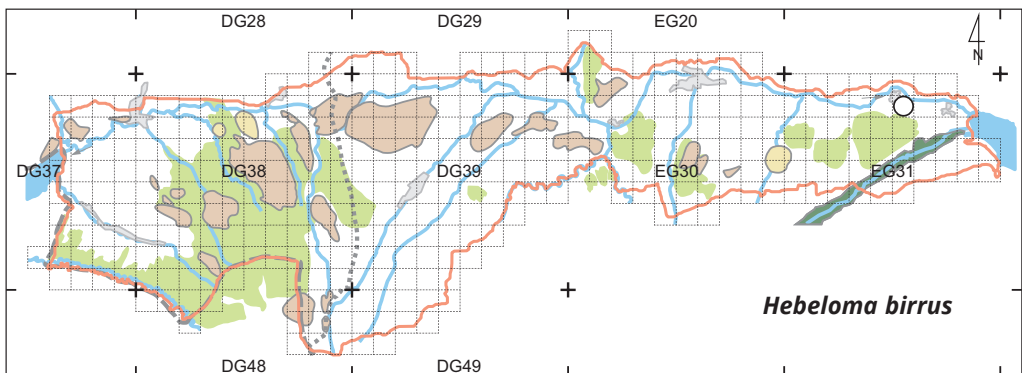 DG28 DG29 EG20
N
DG37 DG38 DG39 EG30 EG31
Hebeloma birrus
DG48 DG49